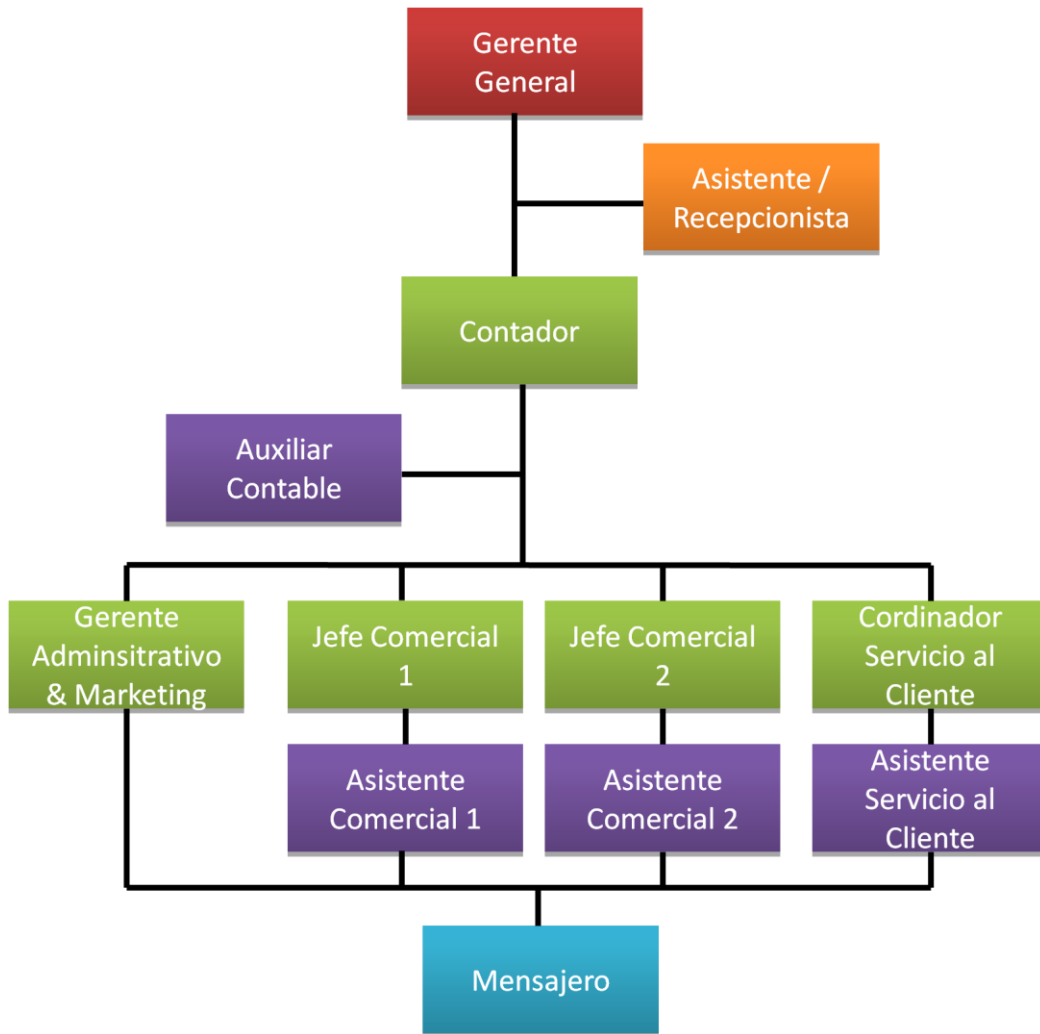 Gerente
General
Asistente /
Recepcionista
Contador
Auxiliar
Contable
Gerente
Adminsitrativo
& Marketing
Jefe Comercial
1
Jefe Comercial
2
Cordinador
Servicio al
Cliente
Asistente
Comercial 1
Asistente
Comercial 2
Asistente
Servicio al
Cliente
Mensajero